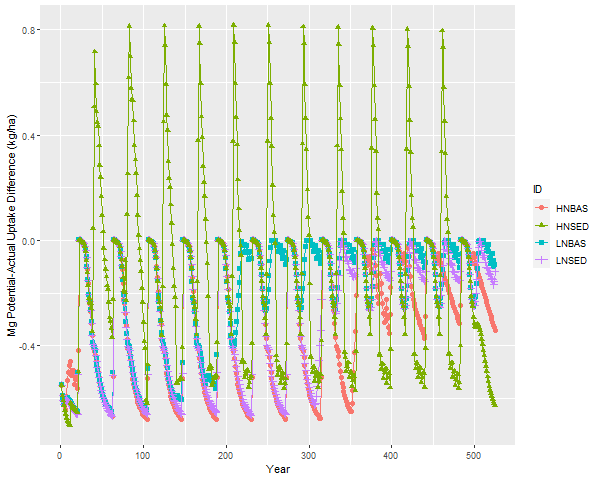 Mg Potential-Actual Uptake Difference (kg/ha)
0.8
0.4
0.0
-0.4
0
100
200
300
400
500
Year
ID
HNBAS
HNSED
LNBAS
LNSED